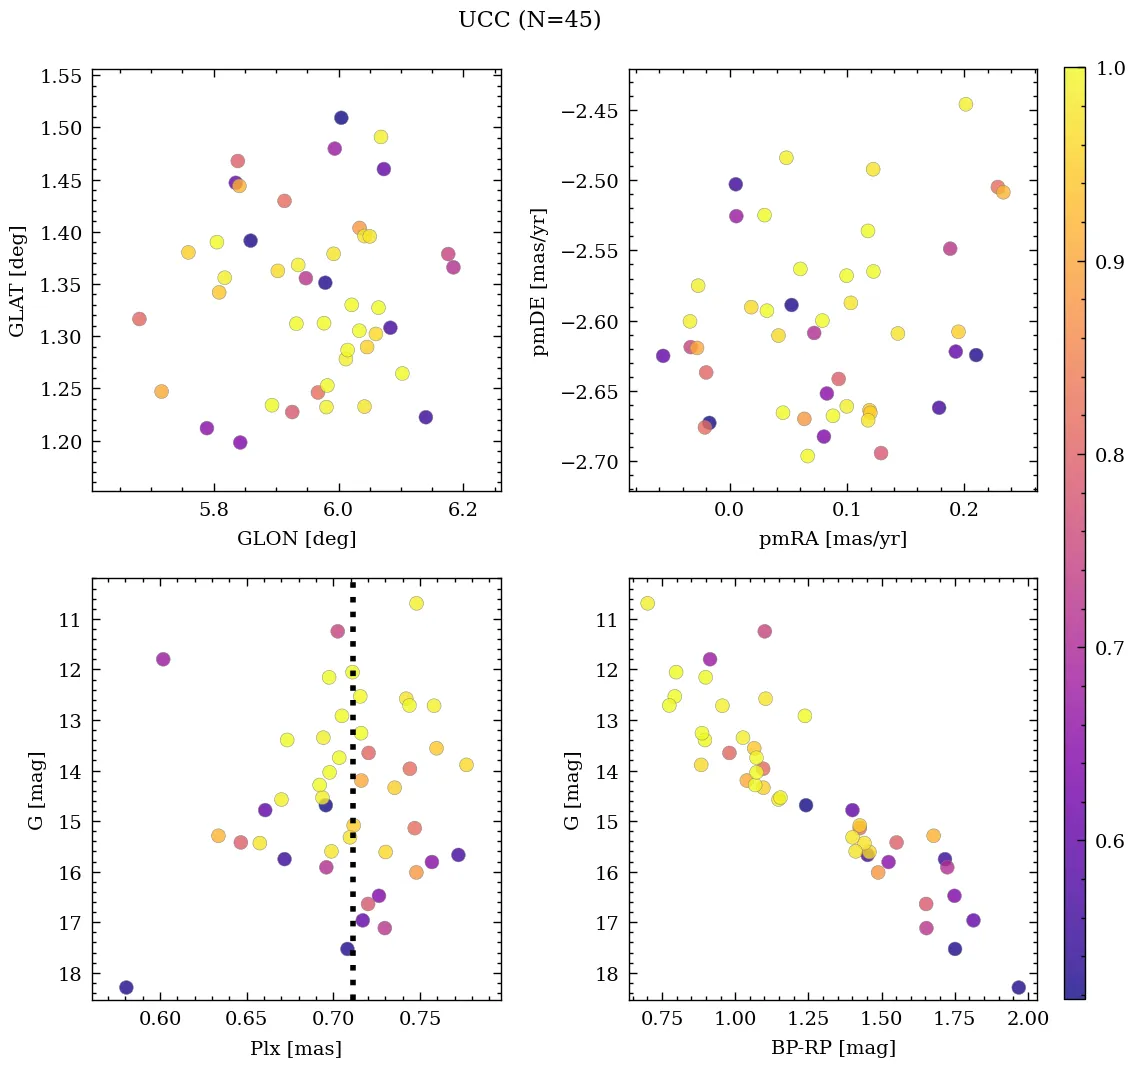 UCC (N=45)
1.55
1.50
1.45
1.40
1.35
1.30
1.25
1.20
GLAT [deg]
5.8 6.0 6.2
GLON [deg]
−2.45
−2.50
−2.55
−2.60
−2.65
−2.70
pmDE [mas/yr]
0.0 0.1 0.2
pmRA [mas/yr]
11
12
13
14
15
16
17
18
G [mag]
0.60 0.65 0.70 0.75
Plx [mas]
11
12
13
14
15
16
17
18
G [mag]
0.75 1.00 1.25 1.50 1.75 2.00
BP-RP [mag]
1.0
0.9
0.8
0.7
0.6